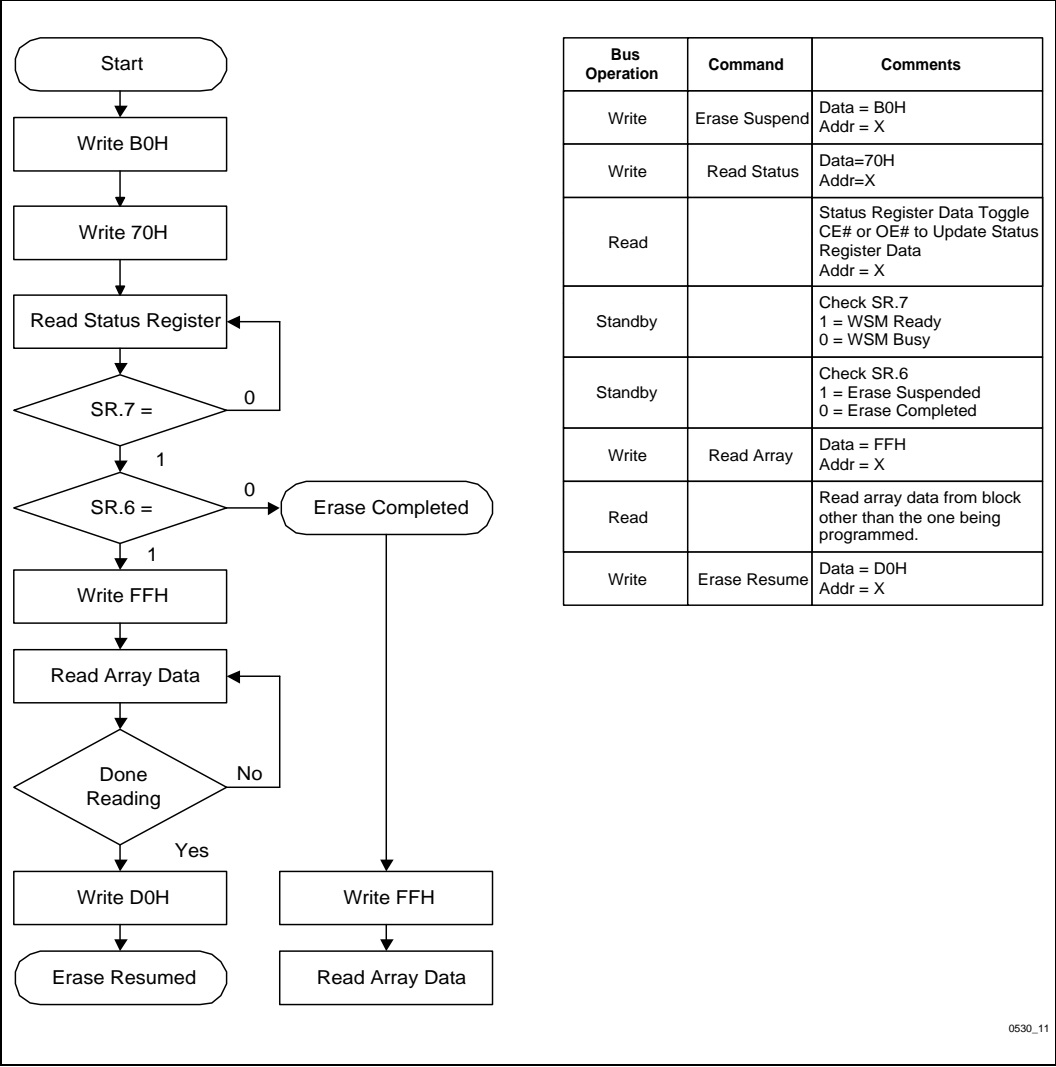 Start
Write B0H
Write 70H
Read Status Register
SR.7 =
0
1
SR.6 =
0
Erase Completed
1
Write FFH
Read Array Data
Done
Reading
No
Yes
Write D0H
Write FFH
Erase Resumed
Read Array Data
Bus
Operation
Command
Comments
Write
Erase Suspend
Data = B0H
Addr = X
Write
Read Status
Data=70H
Addr=X
Read
Status Register Data Toggle
CE# or OE# to Update Status
Register Data
Addr = X
Standby
Check SR.7
1 = WSM Ready
0 = WSM Busy
Standby
Check SR.6
1 = Erase Suspended
0 = Erase Completed
Write
Read Array
Data = FFH
Addr = X
Read
Read array data from block
other than the one being
programmed.
Write
Erase Resume
Data = D0H
Addr = X
0530_11